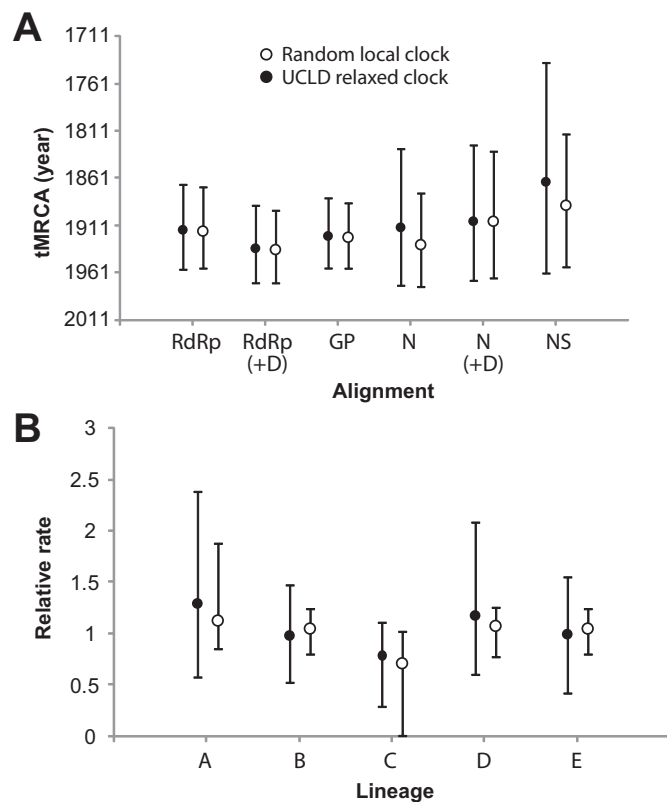 A
1711
1761
1811
1861
1911
1961
2011
tMRCA (year)
Random local clock
UCLD relaxed clock
RdRp
RdRp
(+D)
GP
N
N
(+D)
NS
Alignment
B
3
2.5
2
1.5
1
0.5
0
Relative rate
A
B
C
D
E
Lineage